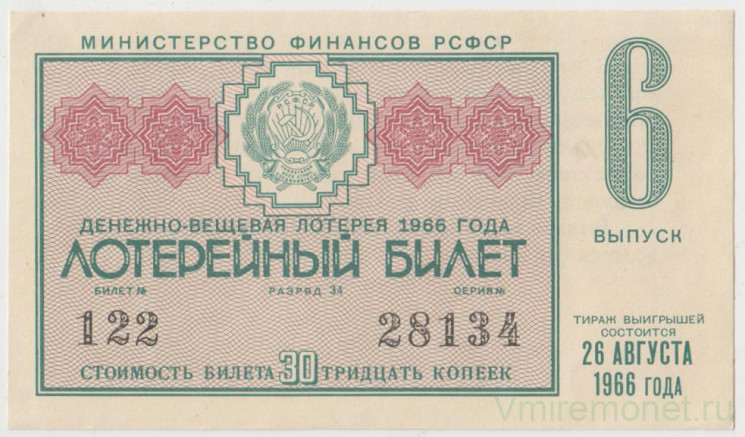 МИНИСТЕРСТВО ФИНАНСОВ РСФСР
РСФСР
ДЕНЕЖНО-ВЕЩЕВАЯ ЛОТЕРЕЯ 1966 ГОДА
ЛОТЕРЕЙНЫЙ БИЛЕТ
БИЛЕТ № РАЗРЯД 34 СЕРИЯ №
122 28134
СТОИМОСТЬ БИЛЕТА 30 ТРИДЦАТЬ КОПЕЕК
6
ВЫПУСК
ТИРАЖ ВЫИГРЫШЕЙ
СОСТОИТСЯ
26 АВГУСТА
1966 ГОДА
Vmiremonet.ru